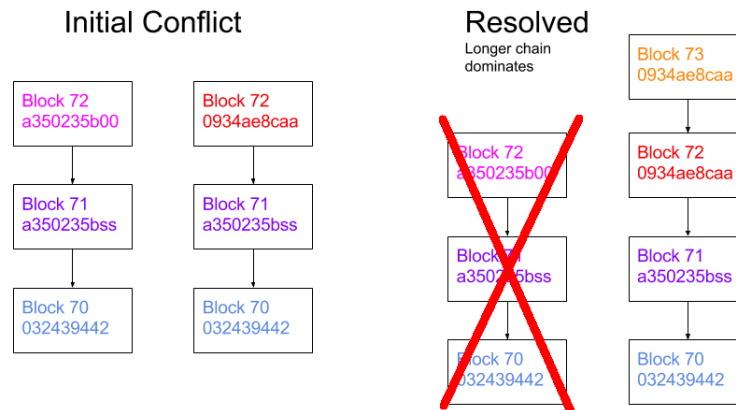 Initial Conflict
Block 72
a350235b00
Block 71
a350235bss
Block 70
032439442
Block 72
0934ae8caa
Block 71
a350235bss
Block 70
032439442
Resolved
Longer chain
dominates
Block 72
a350235b00
Block 71
a350235bss
Block 70
032439442
Block 73
0934ae8caa
Block 72
0934ae8caa
Block 71
a350235bss
Block 70
032439442